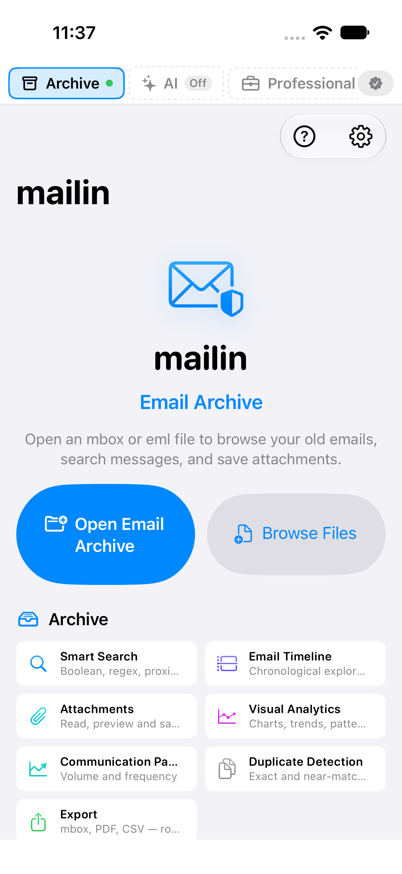 11:37
Archive
AI Off
Professional
mailin
mailin
Email Archive
Open an mbox or eml file to browse your old emails,
search messages, and save attachments.
Open Email
Archive
Browse Files
Archive
Smart Search
Boolean, regex, proxi...
Email Timeline
Chronological explor...
Attachments
Read, preview and sa...
Visual Analytics
Charts, trends, patte...
Communication Pa...
Volume and frequency
Duplicate Detection
Exact and near-matc...
Export
mbox, PDF, CSV — ro...